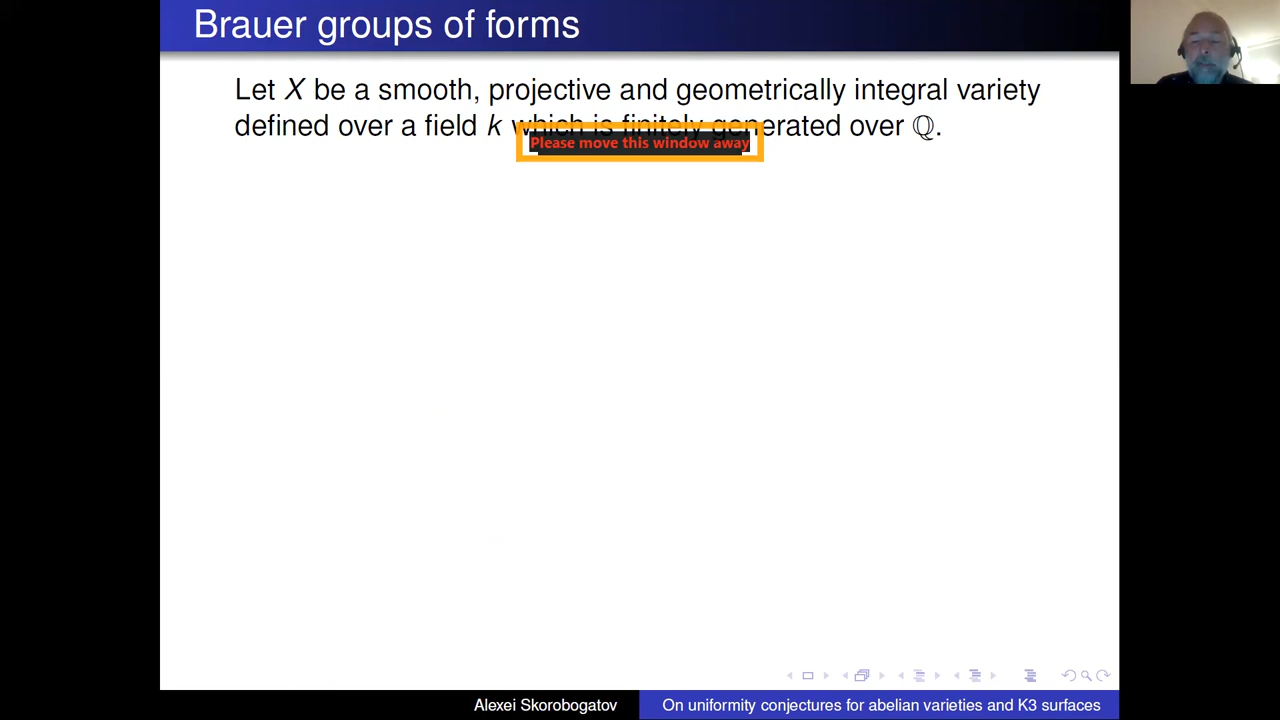 Brauer groups of forms
Let X be a smooth, projective and geometrically integral variety
defined over a field k which is finitely generated over ℚ.
Please move this window away
Alexei Skorobogatov
On uniformity conjectures for abelian varieties and K3 surfaces